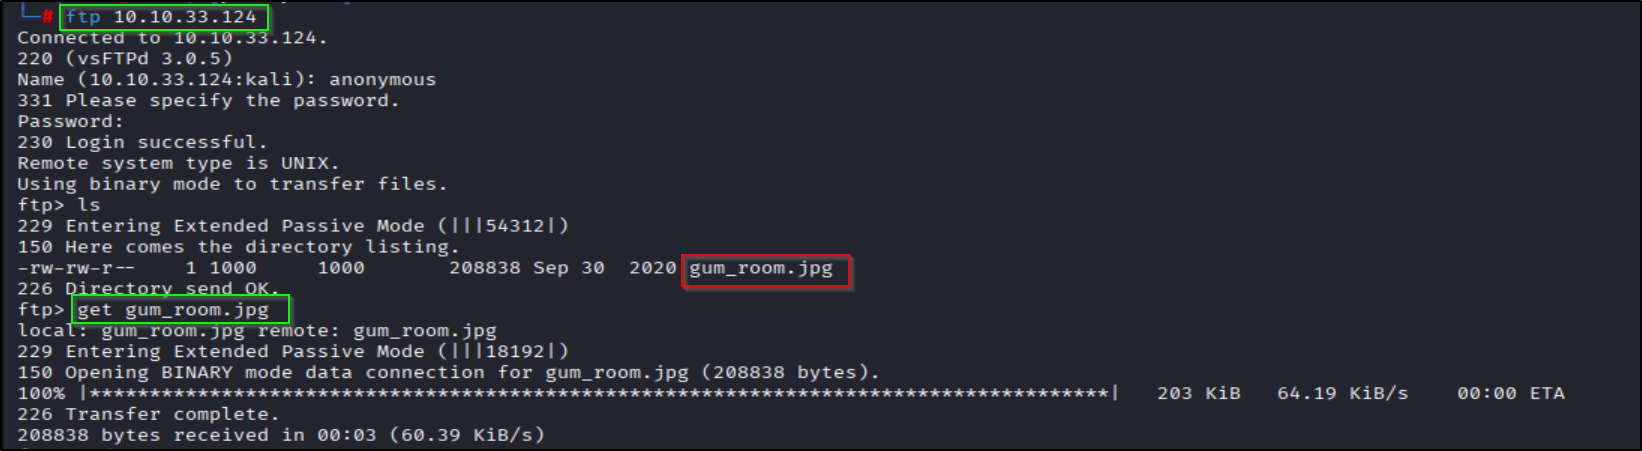 └─# ftp 10.10.33.124
Connected to 10.10.33.124.
220 (vsFTPd 3.0.5)
Name (10.10.33.124:kali): anonymous
331 Please specify the password.
Password:
230 Login successful.
Remote system type is UNIX.
Using binary mode to transfer files.
ftp> ls
229 Entering Extended Passive Mode (|||54312|)
150 Here comes the directory listing.
-rw-rw-r--    1 1000     1000       208838 Sep 30  2020 gum_room.jpg
226 Directory send OK.
ftp> get gum_room.jpg
local: gum_room.jpg remote: gum_room.jpg
229 Entering Extended Passive Mode (|||18192|)
150 Opening BINARY mode data connection for gum_room.jpg (208838 bytes).
100% |*************************************************************************************|   203 KiB   64.19 KiB/s    00:00 ETA
226 Transfer complete.
208838 bytes received in 00:03 (60.39 KiB/s)